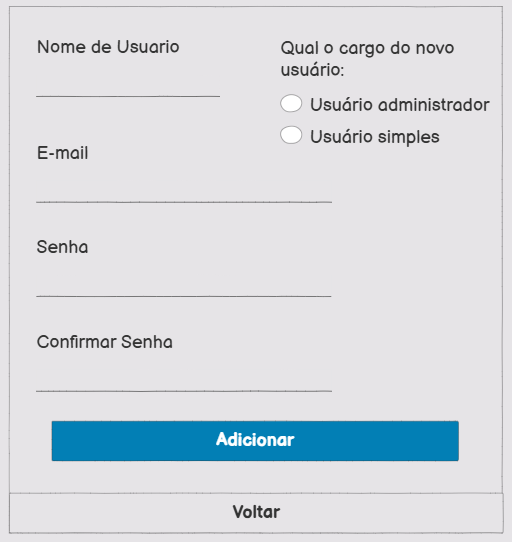 Nome de Usuario
Qual o cargo do novo
usuário:
Usuário administrador
Usuário simples
E-mail
Senha
Confirmar Senha
Adicionar
Voltar